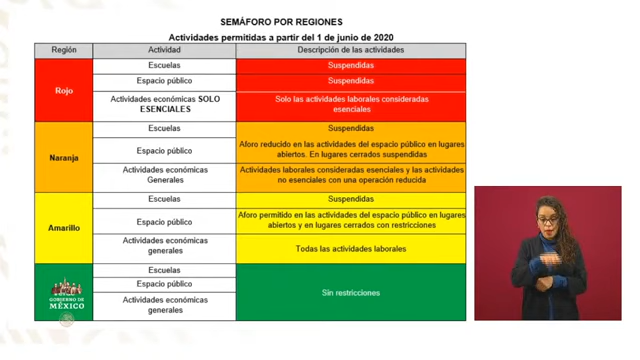 SEMÁFORO POR REGIONES
Actividades permitidas a partir del 1 de junio de 2020
Región
Actividad
Descripción de las actividades
Rojo
Escuelas
Suspendidas
Espacio público
Suspendidas
Actividades económicas SOLO
ESENCIALES
Solo las actividades laborales consideradas
esenciales
Naranja
Escuelas
Suspendidas
Espacio público
Aforo reducido en las actividades del espacio público en lugares
abiertos. En lugares cerrados suspendidas
Actividades económicas
Generales
Actividades laborales consideradas esenciales y las actividades
no esenciales con una operación reducida
Amarillo
Escuelas
Suspendidas
Espacio público
Aforo permitido en las actividades del espacio público en lugares
abiertos y en lugares cerrados con restricciones
Actividades económicas
generales
Todas las actividades laborales
GOBIERNO DE
MÉXICO
Escuelas
Espacio público
Actividades económicas
generales
Sin restricciones